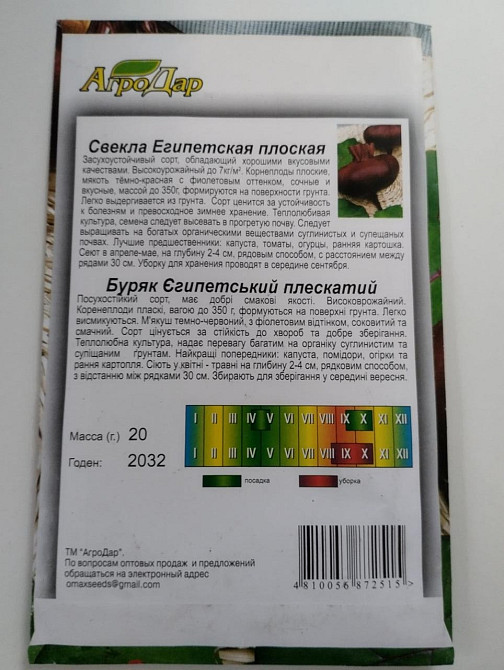 АгроДар
Свекла Египетская плоская
Засухоустойчивый сорт, обладающий хорошими вкусовыми
качествами. Высокоурожайный до 7кг/м². Корнеплоды плоские,
мякоть тёмно-красная с фиолетовым оттенком, сочные и
вкусные, массой до 350г, формируются на поверхности грунта.
Легко выдергивается из грунта. Сорт ценится за устойчивость
к болезням и превосходное зимнее хранение. Теплолюбивая
культура, семена следует высевать в прогретую почву. Следует
выращивать на богатых органическими веществами суглинистых и супещаных
почвах. Лучшие предшественники: капуста, томаты, огурцы, ранняя картошка.
Сеют в апреле-мае, на глубину 2-4 см, рядовым способом, с расстоянием между
рядами 30 см. Уборку для хранения проводят в середине сентября.
Буряк Єгипетський плескатий
Посухостійкий сорт, має добрі смакові якості. Високоврожайний.
Коренеплоди пласкі, вагою до 350 г, формуются на поверхні грунта. Легко
висмикуються. М'якуш темно-червоний, з фіолетовим відтінком, соковитий та
смачний. Сорт цінується за стійкість до хвороб та добре зберігання.
Теплолюбна культура, надає перевагу багатим на органіку суглинистим та
супіщаним ґрунтам. Найкращі попередники: капуста, помідори, огірки та
рання картопля. Сіють у квітні - травні на глибину 2-4 см, рядковим способом,
з відстанню між рядками 30 см. Збирають для зберігання у середині вересня.
I II III IV V VI VII VIII IX X XI XII
Масса (г.) 20
I II III IV V VI VII VIII IX X XI XII
Годен: 2032
посадка уборка
ТМ "АгроДар".
По вопросам оптовых продаж и предложений
обращаться на электронный адрес
omaxseeds@gmail.com
4 810056 872515 >